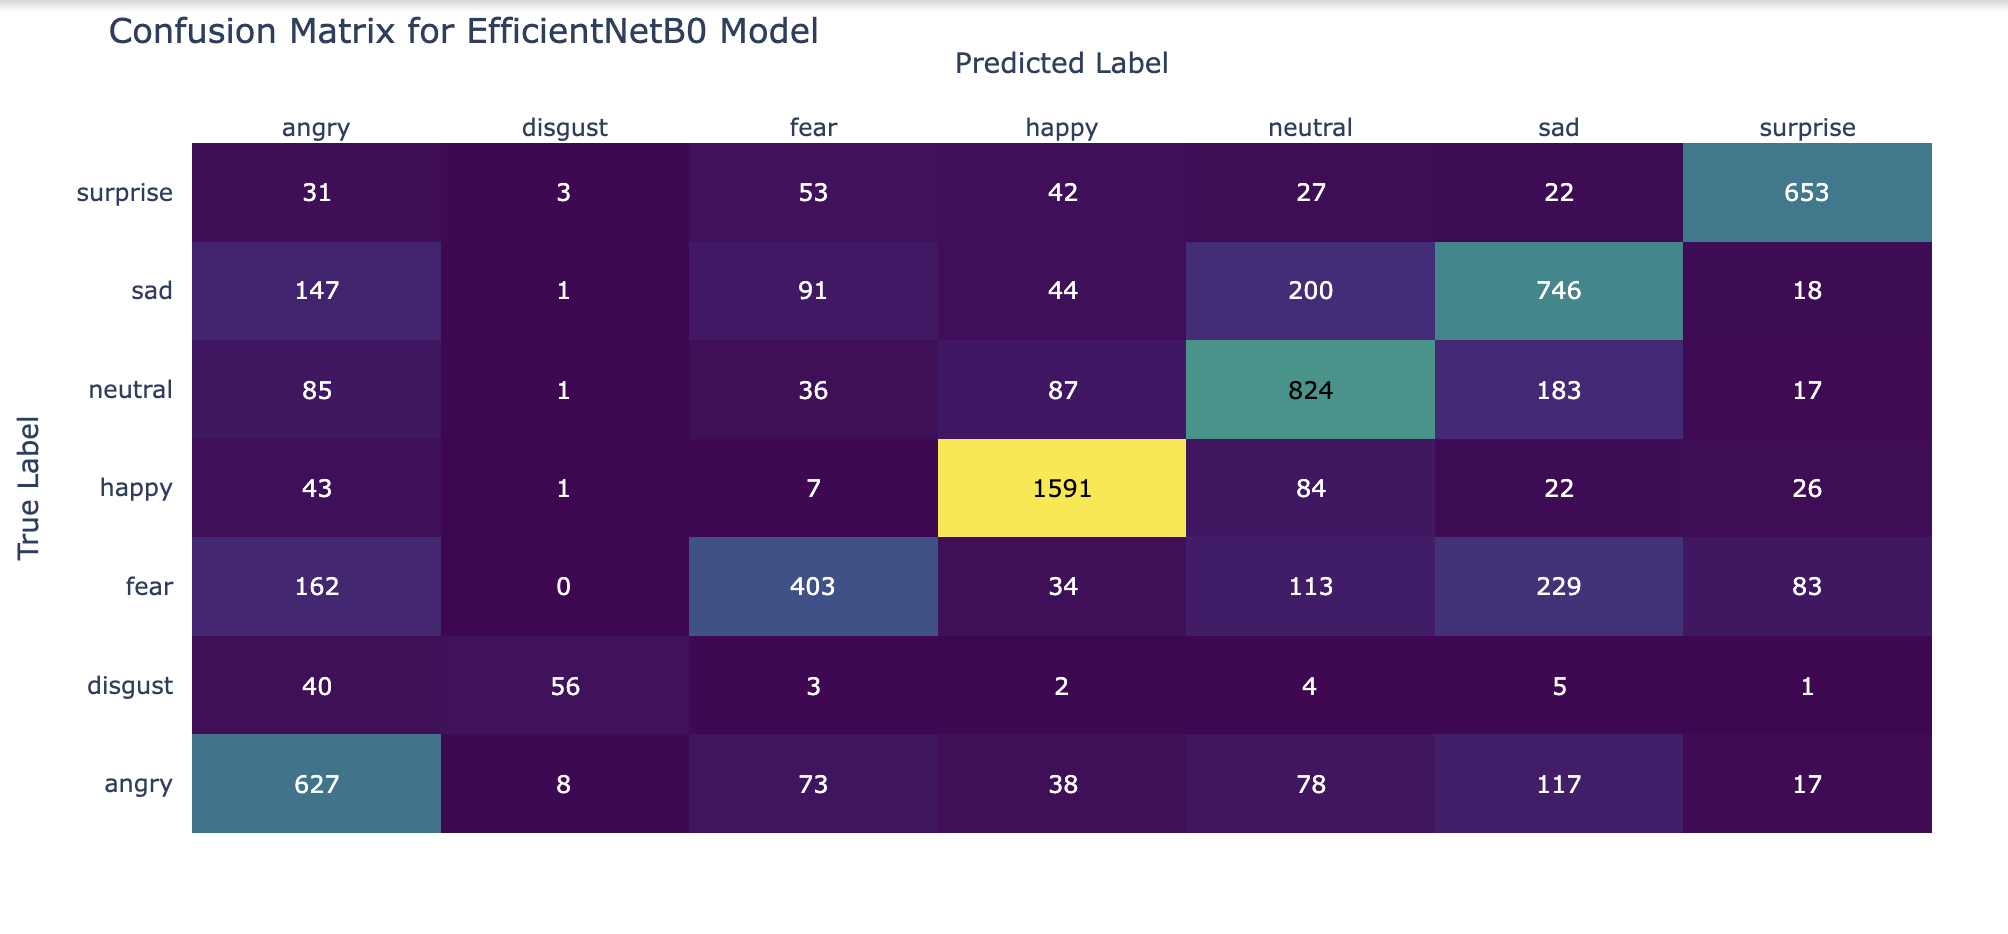 Confusion Matrix for EfficientNetB0 Model
Predicted Label
angry disgust fear happy neutral sad surprise
surprise 31 3 53 42 27 22 653
sad 147 1 91 44 200 746 18
neutral 85 1 36 87 824 183 17
True Label
happy 43 1 7 1591 84 22 26
fear 162 0 403 34 113 229 83
disgust 40 56 3 2 4 5 1
angry 627 8 73 38 78 117 17